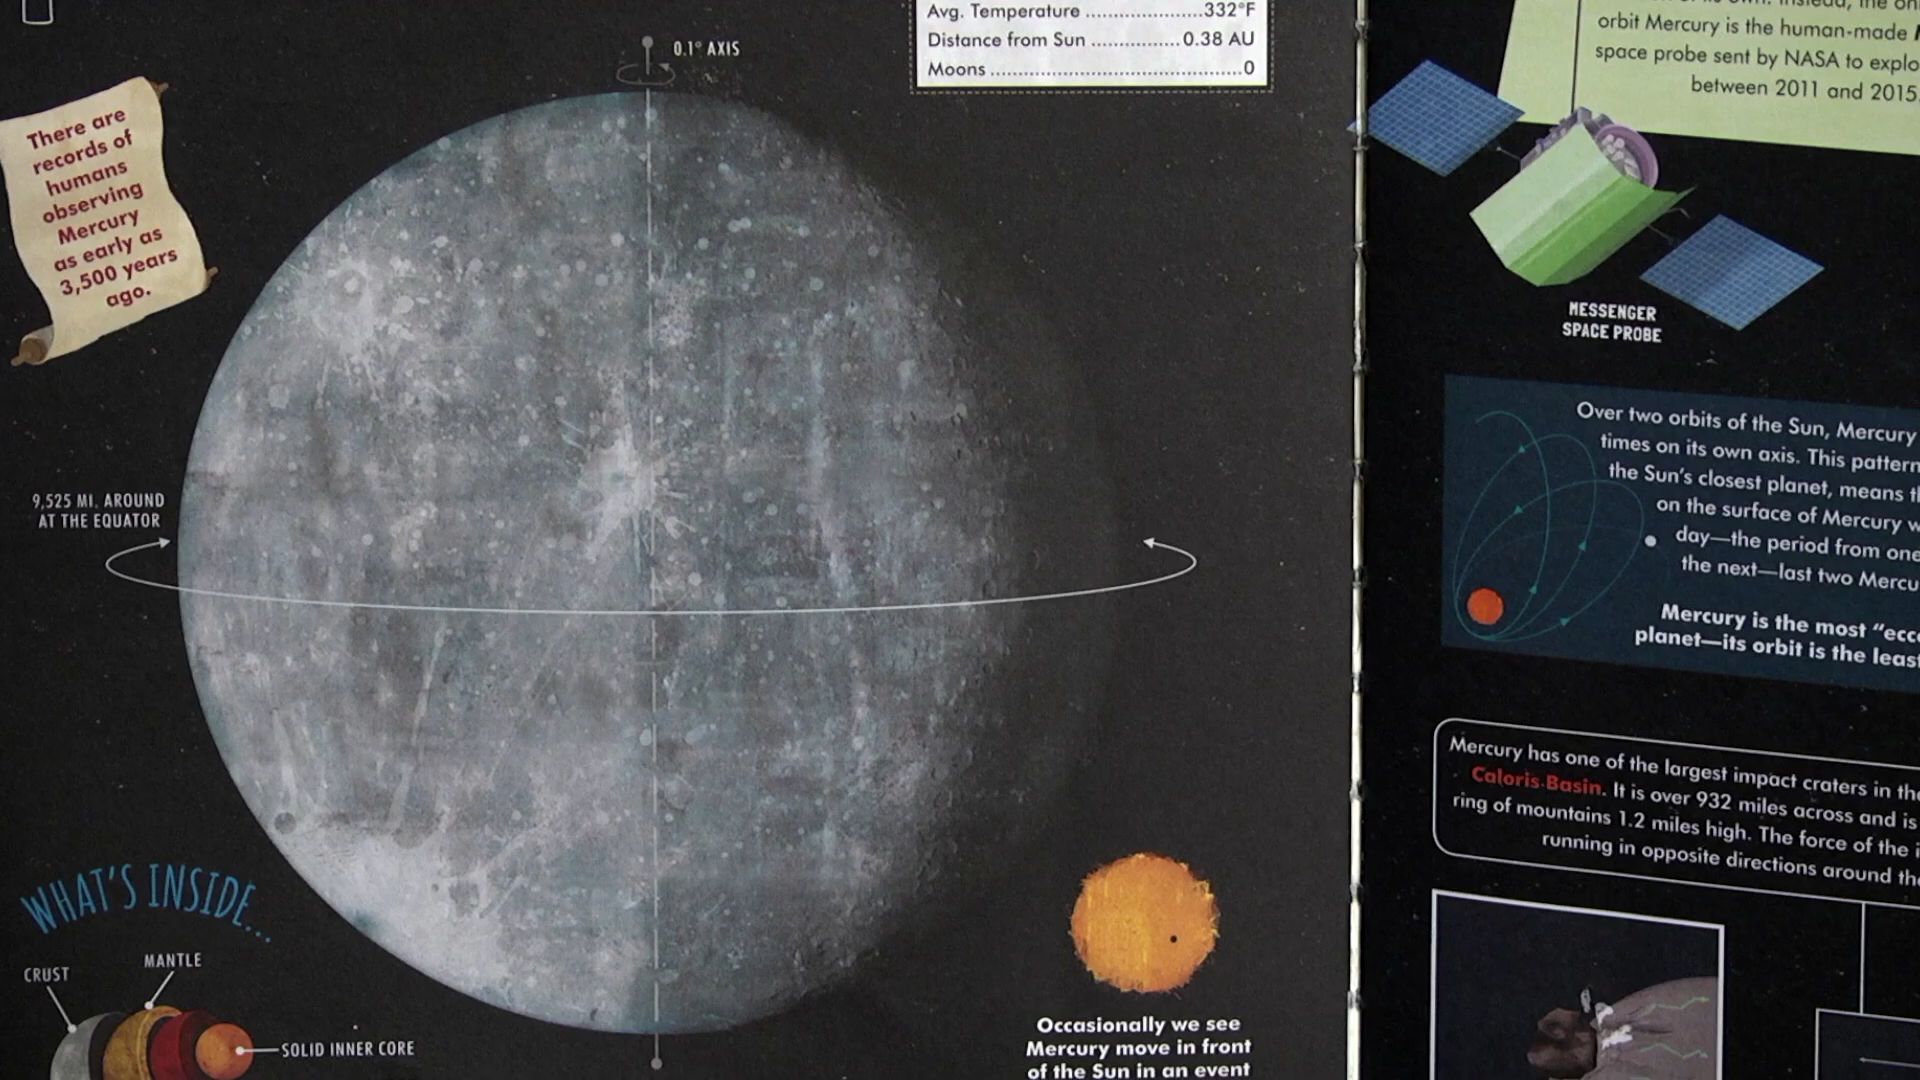 Avg. Temperature ....................332°F
Distance from Sun ................0.38 AU
Moons ...........................................0
0.1° AXIS
There are
records of
humans
observing
Mercury
as early as
3,500 years
ago.
9,525 MI. AROUND
AT THE EQUATOR
WHAT'S INSIDE...
CRUST
MANTLE
SOLID INNER CORE
Occasionally we see
Mercury move in front
of the Sun in an event
orbit Mercury is the human-made
space probe sent by NASA to explo
between 2011 and 2015.
MESSENGER
SPACE PROBE
Over two orbits of the Sun, Mercury
times on its own axis. This pattern
the Sun's closest planet, means th
on the surface of Mercury w
day—the period from one
the next—last two Mercu
Mercury is the most "ecce
planet—its orbit is the least
Mercury has one of the largest impact craters in the
Caloris Basin. It is over 932 miles across and is
ring of mountains 1.2 miles high. The force of the i
running in opposite directions around the